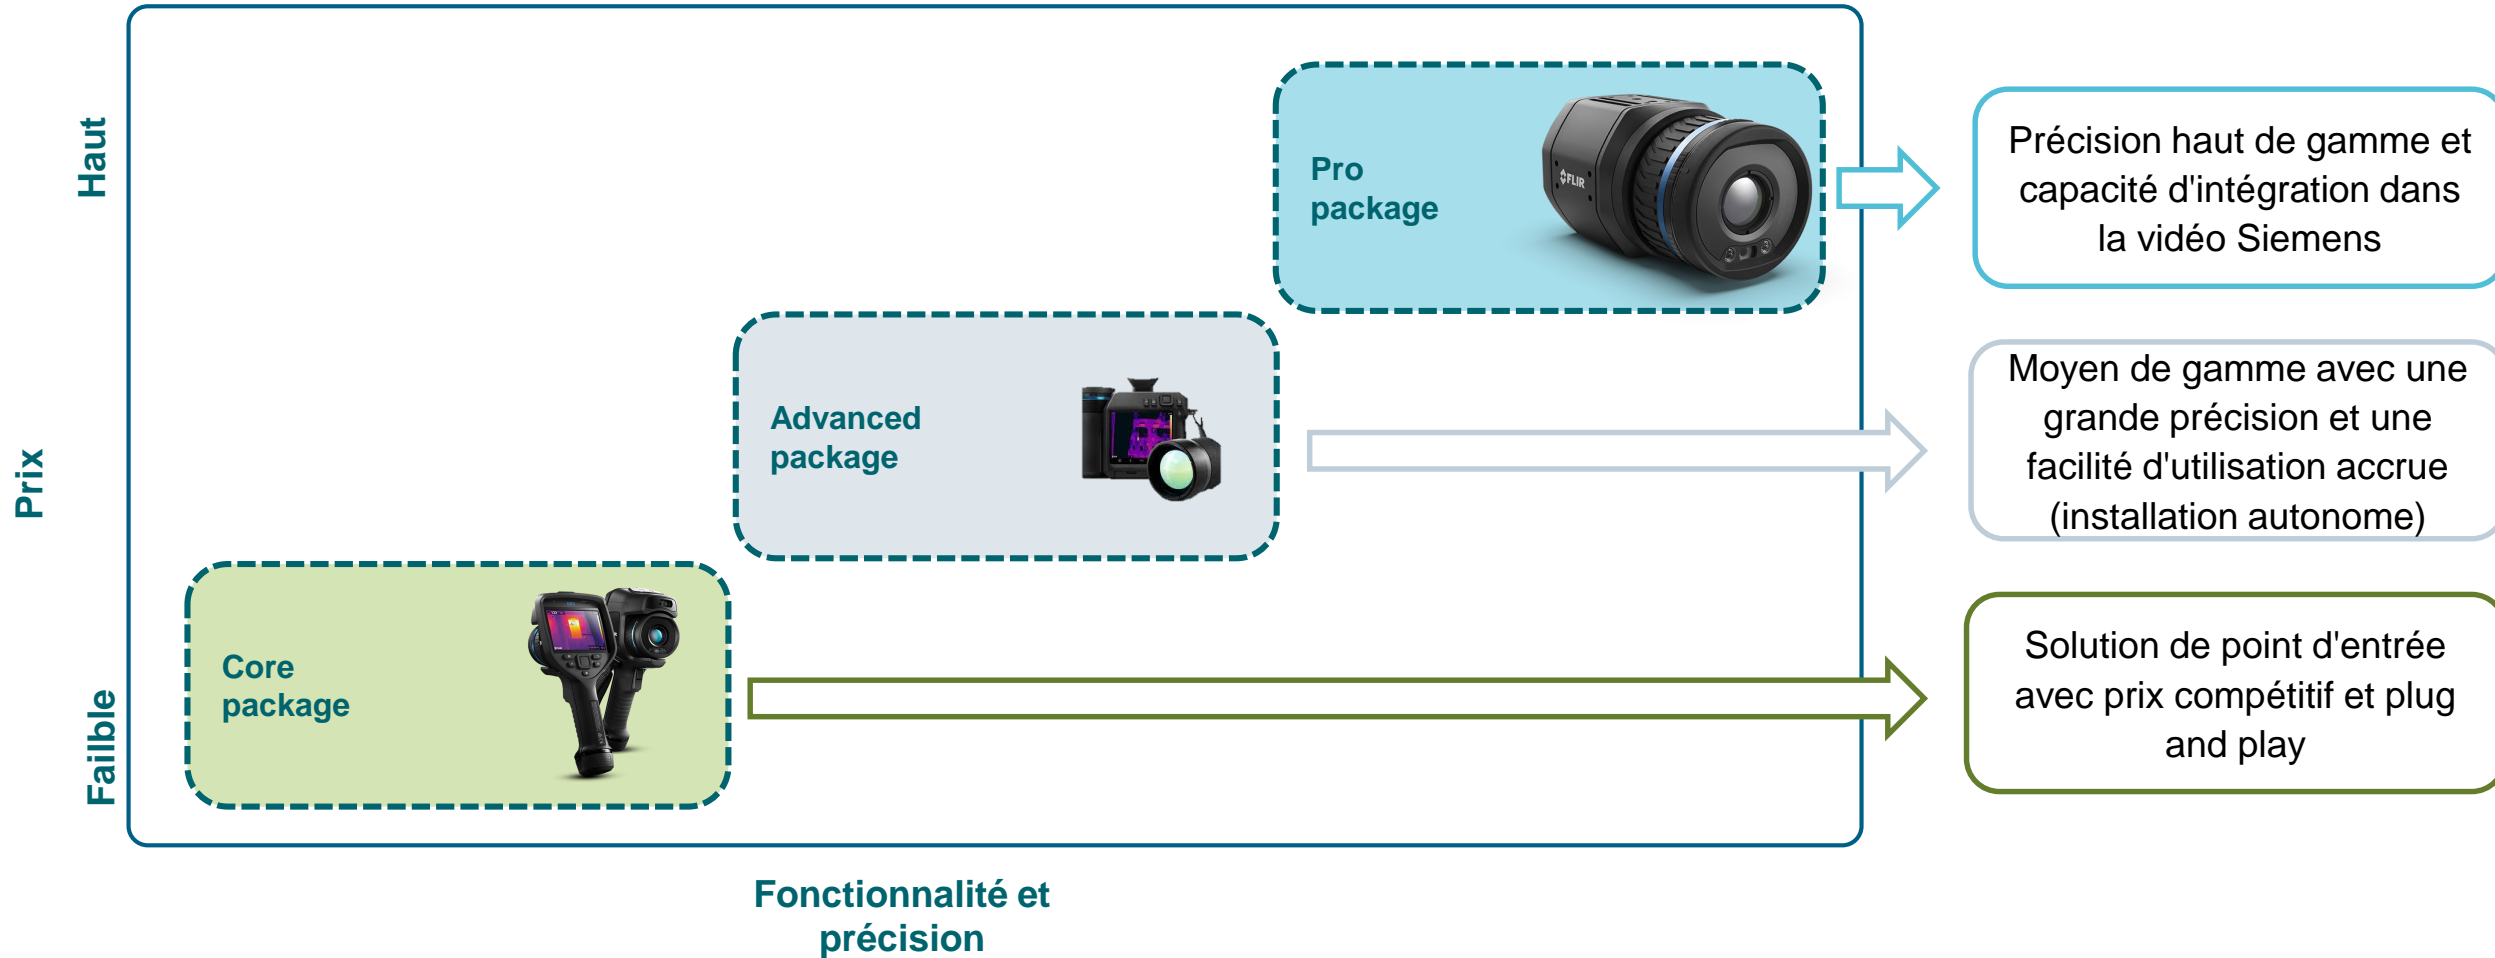 Haut
Prix
Failble
Pro
package
FLIR
Précision haut de gamme et
capacité d'intégration dans
la vidéo Siemens
Advanced
package
Moyen de gamme avec une
grande précision et une
facilité d'utilisation accrue
(installation autonome)
Core
package
Solution de point d'entrée
avec prix compétitif et plug
and play
Fonctionnalité et
précision